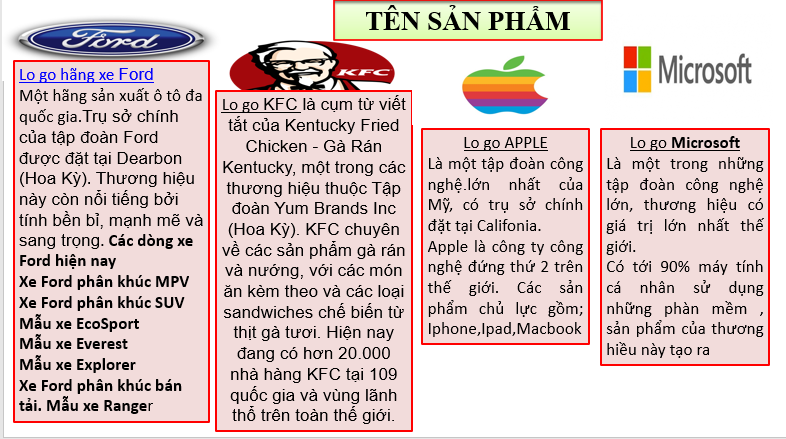 TÊN SẢN PHẨM
Ford
Lo go hãng xe Ford
Một hãng sản xuất ô tô đa
quốc gia.Trụ sở chính
của tập đoàn Ford
được đặt tại Dearbon
(Hoa Kỳ). Thương hiệu
này còn nổi tiếng bởi
tính bền bỉ, mạnh mẽ và
sang trọng. Các dòng xe
Ford hiện nay
Xe Ford phân khúc MPV
Xe Ford phân khúc SUV
Mẫu xe EcoSport
Mẫu xe Everest
Mẫu xe Explorer
Xe Ford phân khúc bán
tải. Mẫu xe Ranger
KFC
Lo go KFC là cụm từ viết
tắt của Kentucky Fried
Chicken - Gà Rán
Kentucky, một trong các
thương hiệu thuộc Tập
đoàn Yum Brands Inc
(Hoa Kỳ). KFC chuyên
về các sản phẩm gà rán
và nướng, với các món
ăn kèm theo và các loại
sandwiches chế biến từ
thịt gà tươi. Hiện nay
đang có hơn 20.000
nhà hàng KFC tại 109
quốc gia và vùng lãnh
thổ trên toàn thế giới.
Lo go APPLE
Là một tập đoàn công
nghệ.lớn nhất của
Mỹ, có trụ sở chính
đặt tại Califonia.
Apple là công ty công
nghệ đứng thứ 2 trên
thế giới. Các sản
phẩm chủ lực gồm;
Iphone,Ipad,Macbook
Microsoft
Lo go Microsoft
Là một trong những
tập đoàn công nghệ
lớn, thương hiệu có
giá trị lớn nhất thế
giới.
Có tới 90% máy tính
cá nhân sử dụng
những phàn mềm ,
sản phẩm của thương
hiều này tạo ra